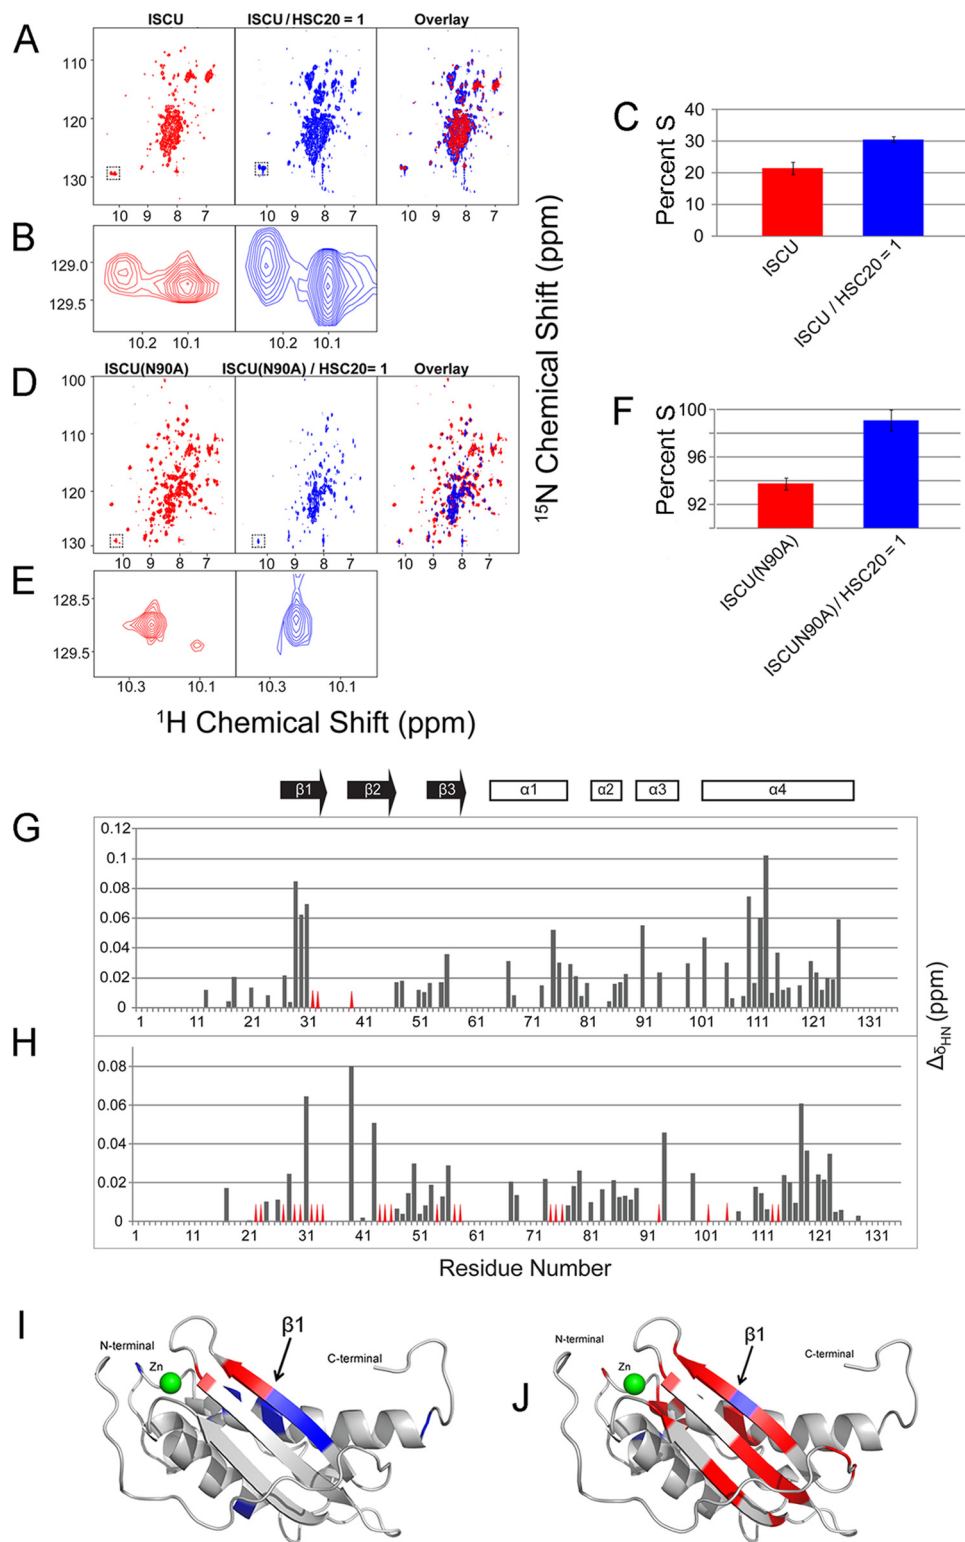 A
ISCU
ISCU / HSC20 = 1
Overlay
110
120
130
10 9 8 7
10 9 8 7
10 9 8 7
B
129.0
129.5
10.2 10.1
10.2 10.1
C
Percent S
40
30
20
10
0
ISCU
ISCU / HSC20 = 1
D
ISCU(N90A)
ISCU(N90A) / HSC20= 1
Overlay
100
110
120
130
10 9 8 7
10 9 8 7
10 9 8 7
E
128.5
129.5
10.3 10.1
10.3 10.1
¹H Chemical Shift (ppm)
¹⁵N Chemical Shift (ppm)
F
Percent S
100
96
92
ISCU(N90A)
ISCUN90A) / HSC20 = 1
β1 β2 β3 α1 α2 α3 α4
G
0.12
0.1
0.08
0.06
0.04
0.02
0
1 11 21 31 41 51 61 71 81 91 101 111 121 131
H
0.08
0.06
0.04
0.02
0
1 11 21 31 41 51 61 71 81 91 101 111 121 131
ΔδHN (ppm)
Residue Number
I
N-terminal
Zn
β1
C-terminal
J
N-terminal
Zn
β1
C-terminal